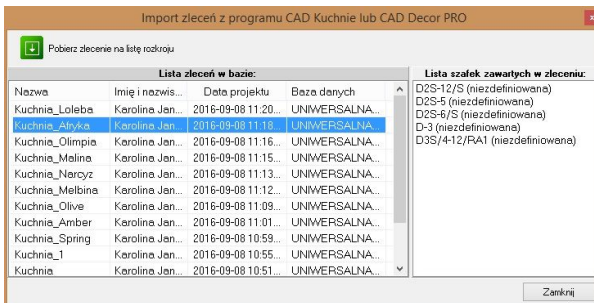 Import zleceń z programu CAD Kuchnie lub CAD Decor PRO
x
Pobierz zlecenie na listę rozkroju
Lista zleceń w bazie:
Nazwa Imię i nazwis... Data projektu Baza danych
Kuchnia_Loleba Karolina Jan... 2016-09-08 11:20... UNIWERSALNA...
Kuchnia_Afryka Karolina Jan... 2016-09-08 11:18... UNIWERSALNA...
Kuchnia_Olimpia Karolina Jan... 2016-09-08 11:16... UNIWERSALNA...
Kuchnia_Malina Karolina Jan... 2016-09-08 11:15... UNIWERSALNA...
Kuchnia_Narcyz Karolina Jan... 2016-09-08 11:13... UNIWERSALNA...
Kuchnia_Melbina Karolina Jan... 2016-09-08 11:12... UNIWERSALNA...
Kuchnia_Olive Karolina Jan... 2016-09-08 11:09... UNIWERSALNA...
Kuchnia_Amber Karolina Jan... 2016-09-08 11:01... UNIWERSALNA...
Kuchnia_Spring Karolina Jan... 2016-09-08 10:59... UNIWERSALNA...
Kuchnia_1 Karolina Jan... 2016-09-08 10:55... UNIWERSALNA...
Kuchnia Karolina Jan... 2016-09-08 10:51... UNIWERSALNA...
Lista szafek zawartych w zleceniu:
D2S-12/S (niezdefiniowana)
D2S-5 (niezdefiniowana)
D2S-6/S (niezdefiniowana)
D-3 (niezdefiniowana)
D3S/4-12/RA1 (niezdefiniowana)
Zamknij